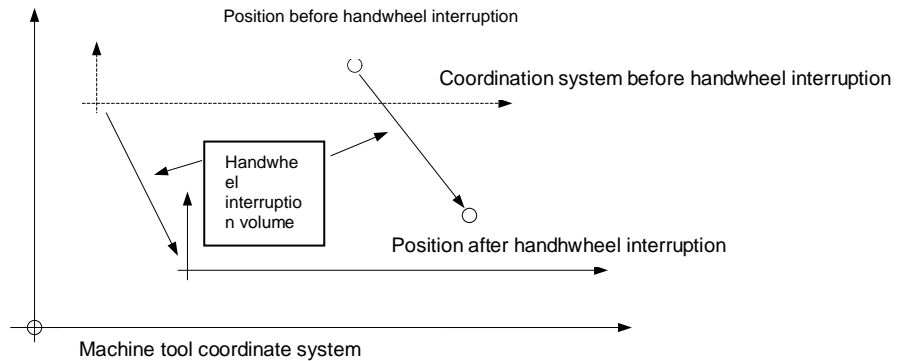 Position before handwheel interruption
Coordination system before handwheel interruption
Handwhe
el
interruptio
n volume
Position after handhwheel interruption
Machine tool coordinate system